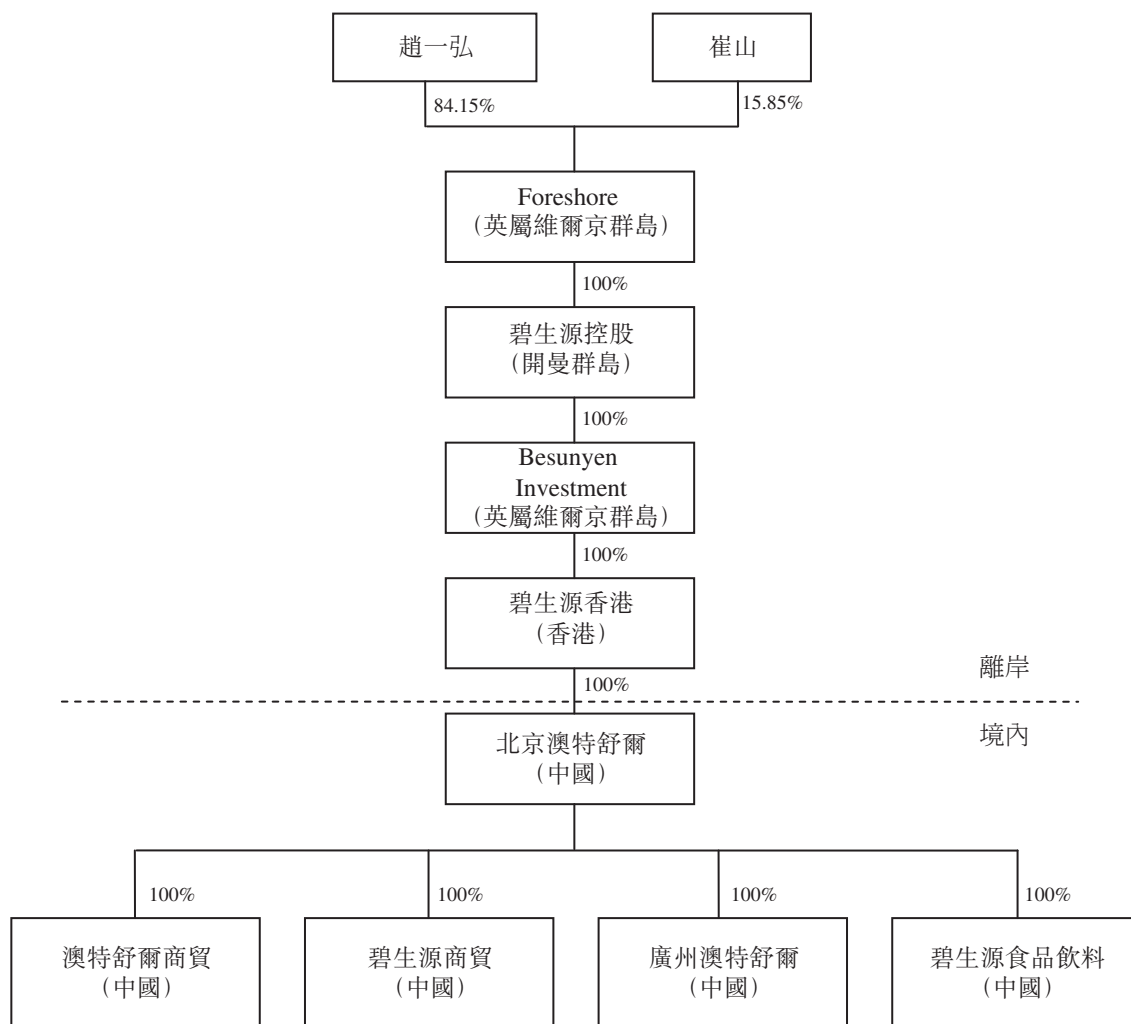 趙一弘
崔山
84.15%
15.85%
Foreshore
（英屬維爾京群島）
100%
碧生源控股
（開曼群島）
100%
Besunyen
Investment
（英屬維爾京群島）
100%
碧生源香港
（香港）
離岸
100%
境內
北京澳特舒爾
（中國）
100%
100%
100%
100%
澳特舒爾商貿
（中國）
碧生源商貿
（中國）
廣州澳特舒爾
（中國）
碧生源食品飲料
（中國）